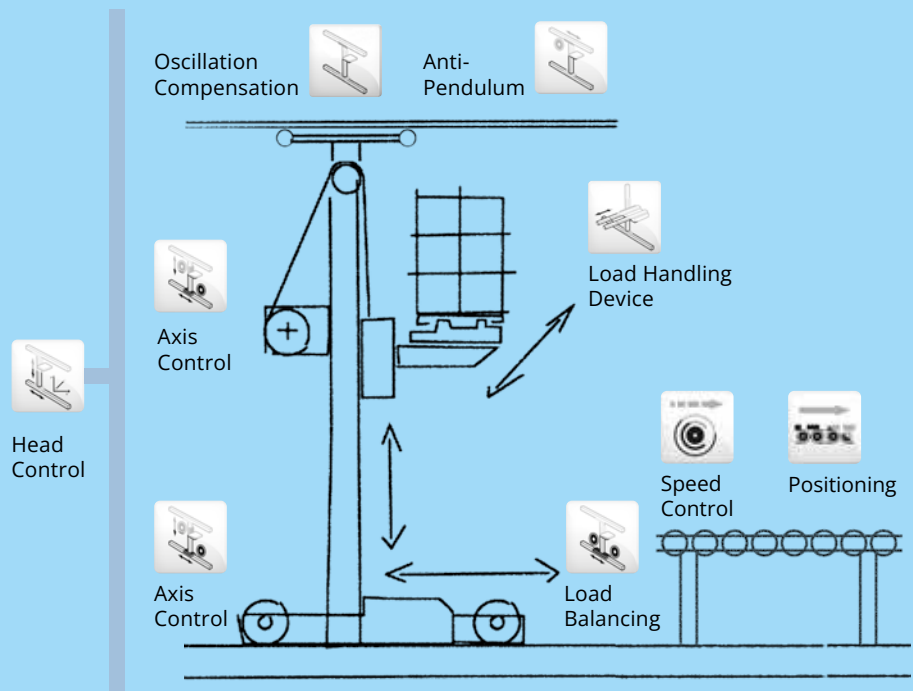 Oscillation
Compensation
Anti-
Pendulum
Load Handling
Device
Axis
Control
Head
Control
Speed
Control
Positioning
Axis
Control
Load
Balancing